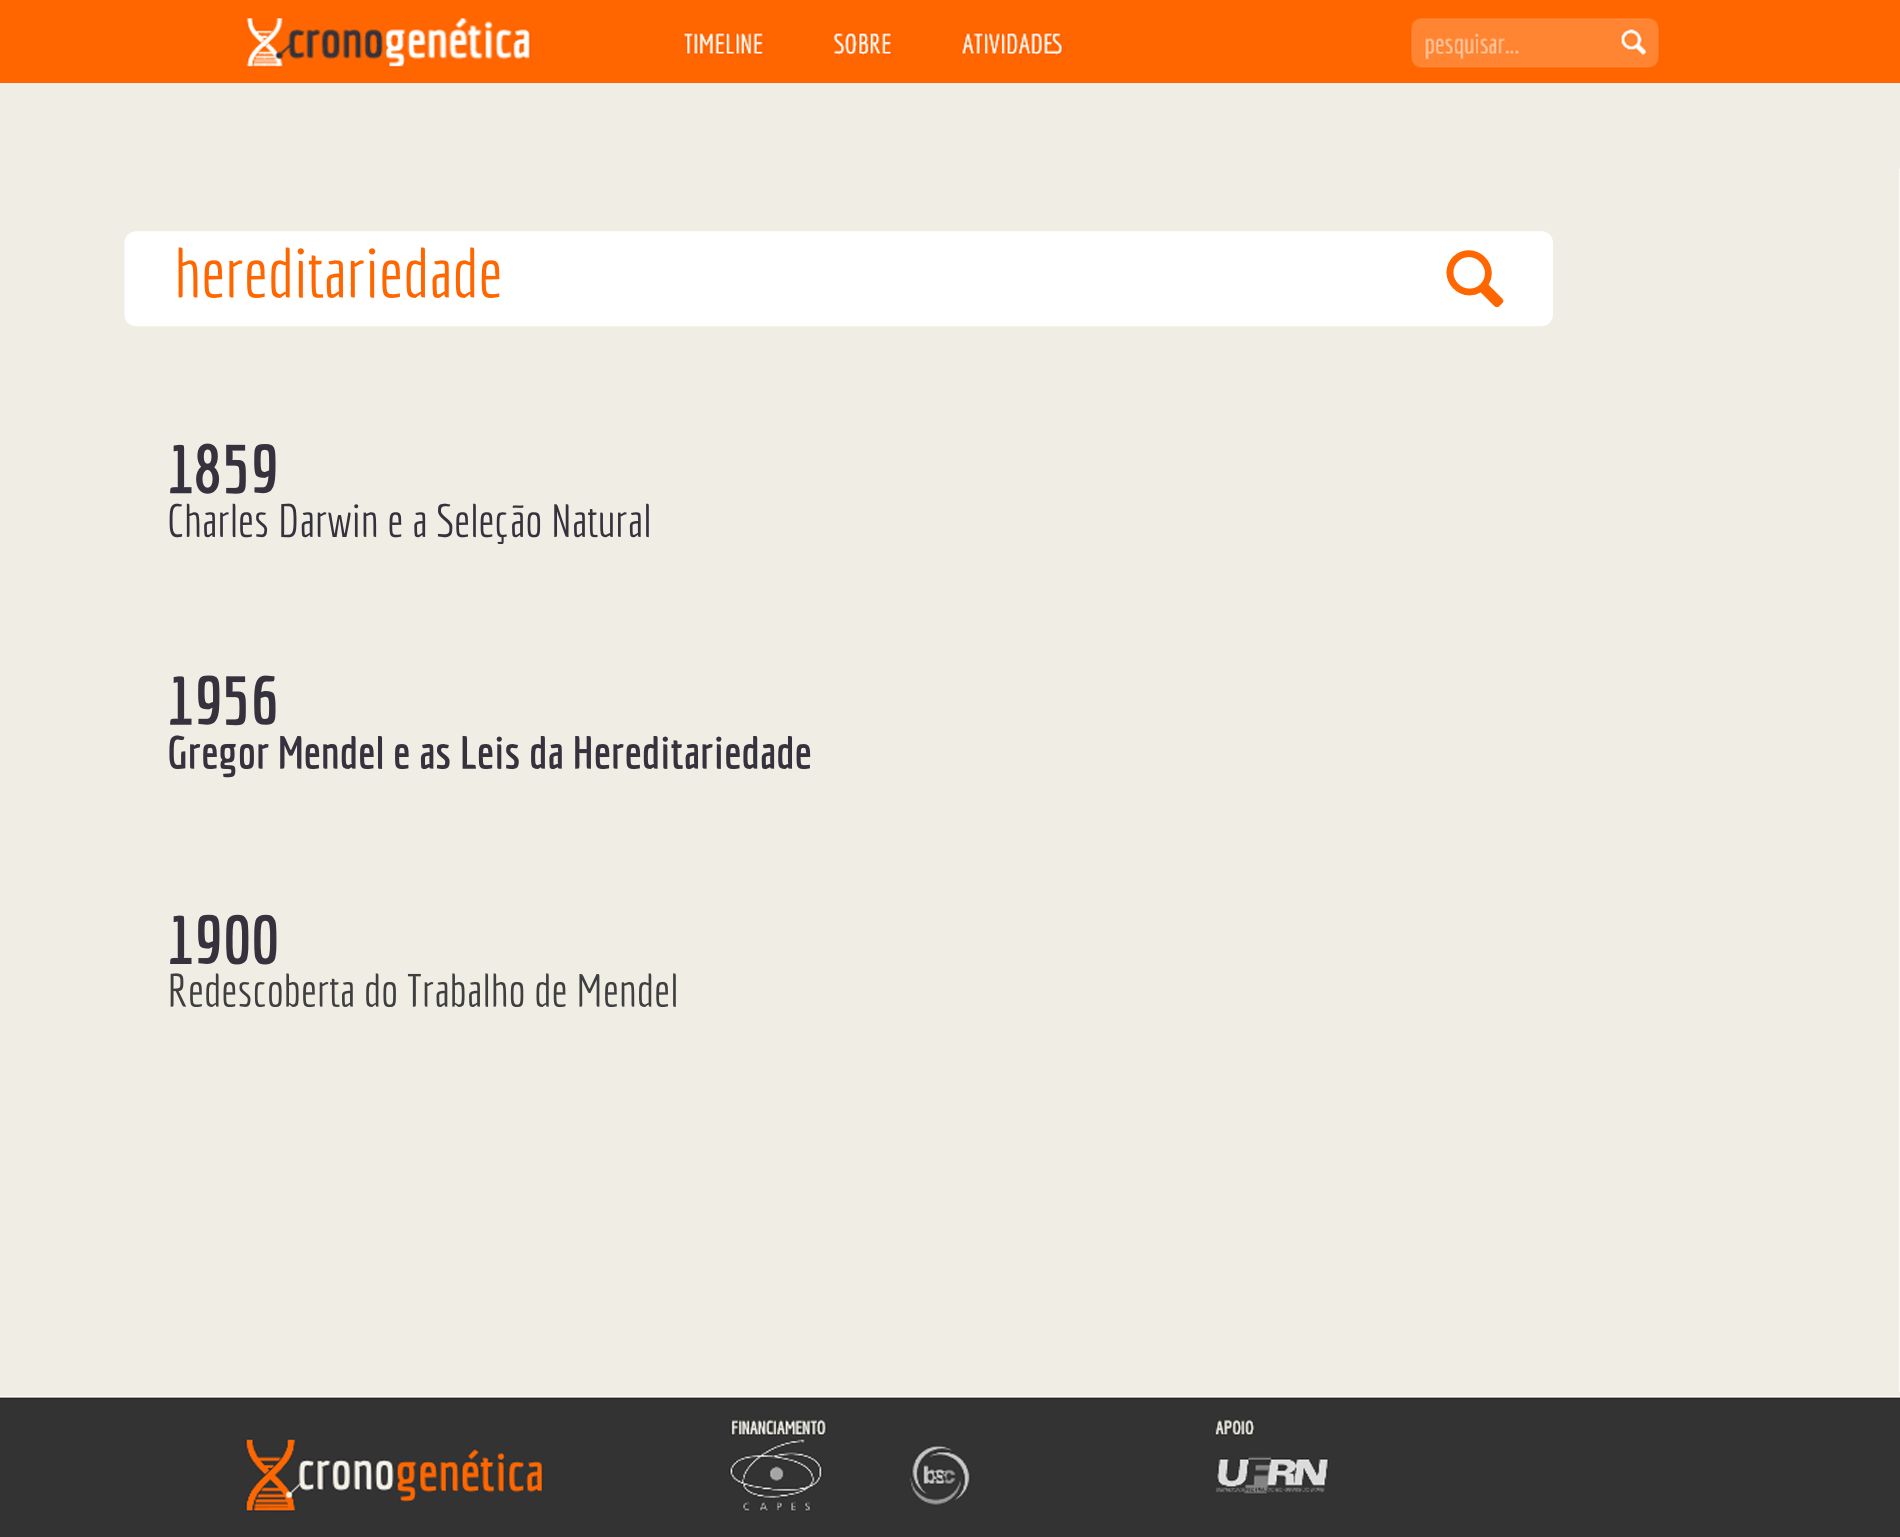 cronogenética
TIMELINE
SOBRE
ATIVIDADES
pesquisar...
hereditariedade
1859
Charles Darwin e a Seleção Natural
1956
Gregor Mendel e as Leis da Hereditariedade
1900
Redescoberta do Trabalho de Mendel
cronogenética
FINANCIAMENTO
CAPES
bsc
APOIO
UFRN